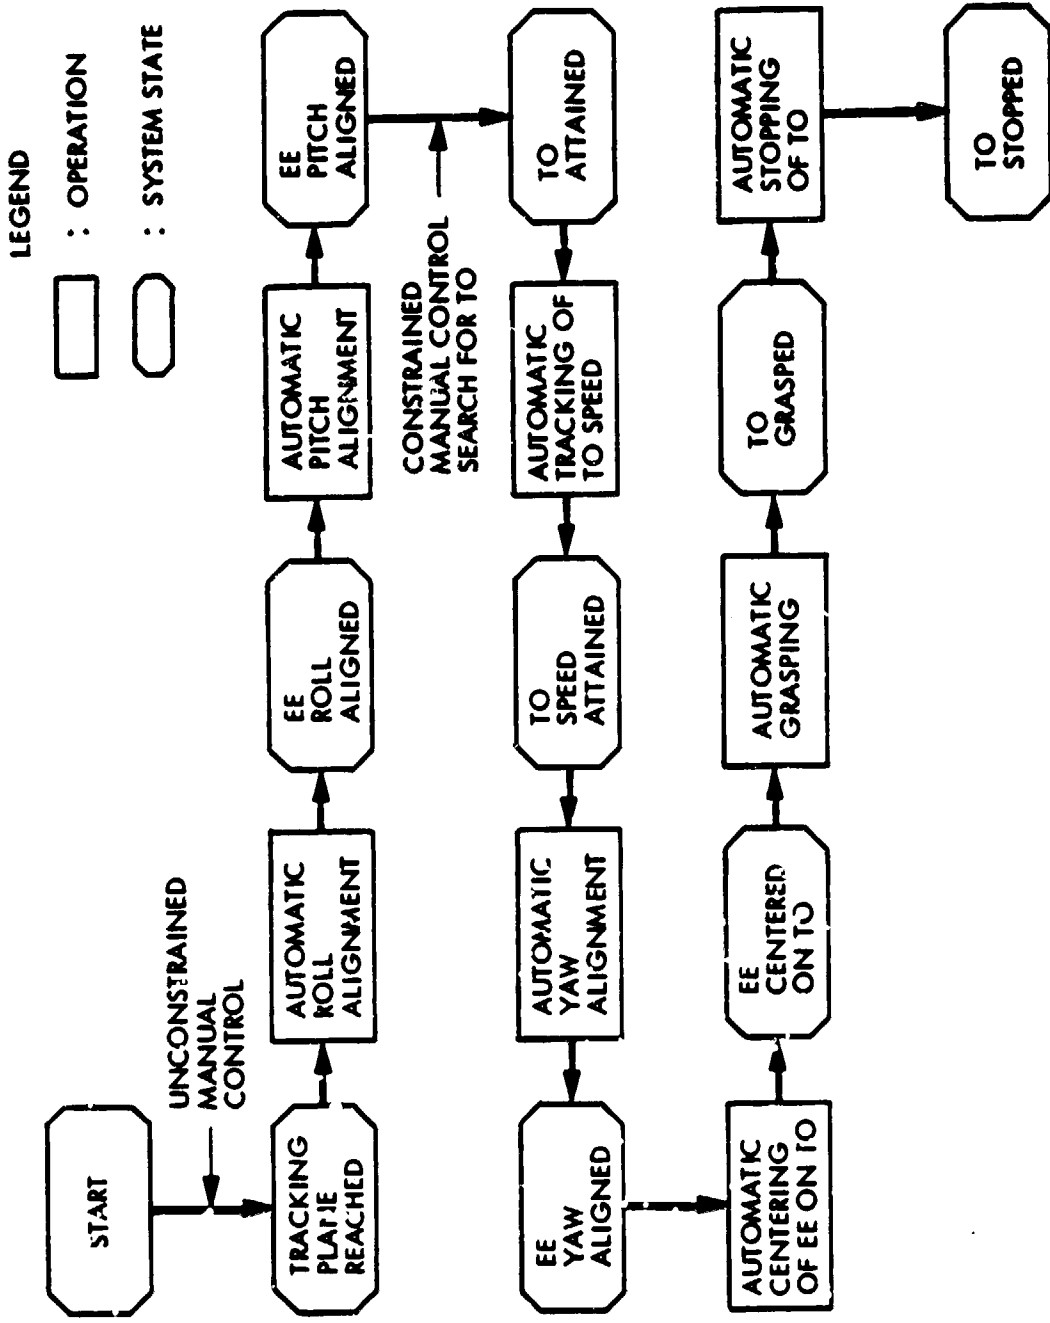 LEGEND
: OPERATION
: SYSTEM STATE
START
UNCONSTRAINED
MANUAL
CONTROL
TRACKING
PLANE
REACHED
AUTOMATIC
ROLL
ALIGNMENT
EE
ROLL
ALIGNED
AUTOMATIC
PITCH
ALIGNMENT
EE
PITCH
ALIGNED
CONSTRAINED
MANUAL CONTROL
SEARCH FOR TO
TO
ATTAINED
AUTOMATIC
TRACKING OF
TO SPEED
TO
SPEED
ATTAINED
AUTOMATIC
YAW
ALIGNMENT
EE
YAW
ALIGNED
AUTOMATIC
CENTERING
OF EE ON TO
EE
CENTERED
ON TO
AUTOMATIC
GRASPING
TO
GRASPED
AUTOMATIC
STOPPING
OF TO
TO
STOPPED